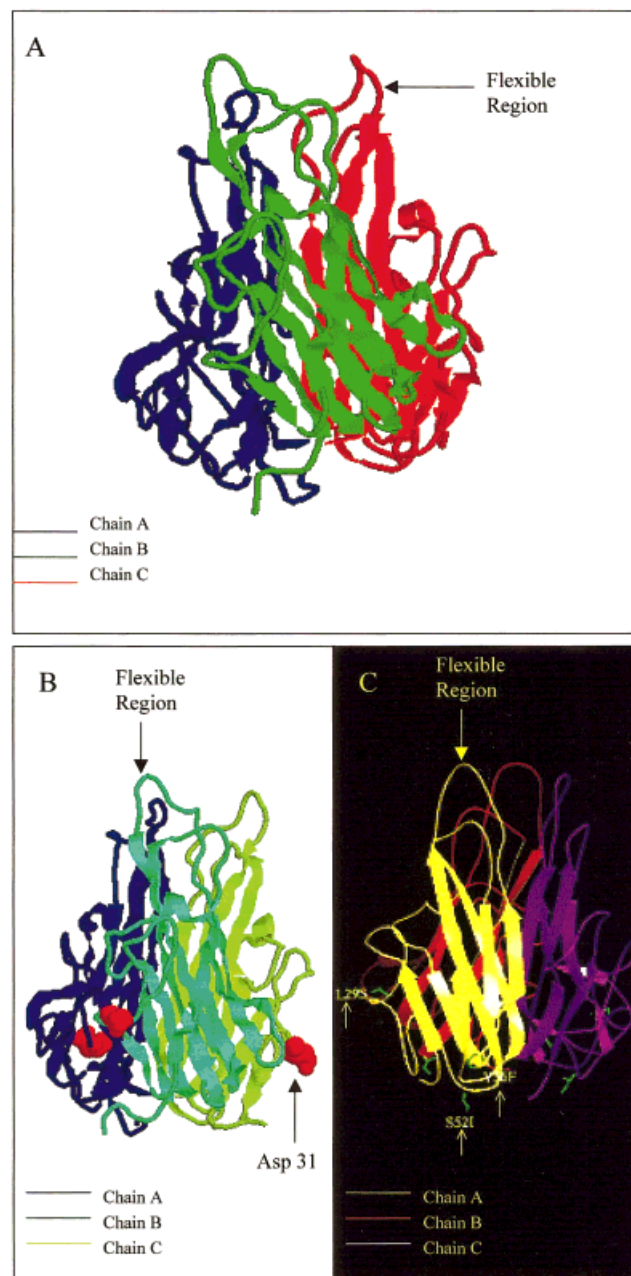 A
Flexible
Region
Chain A
Chain B
Chain C
B
Flexible
Region
Asp 31
Chain A
Chain B
Chain C
C
Flexible
Region
L29S
S52I
Chain A
Chain B
Chain C